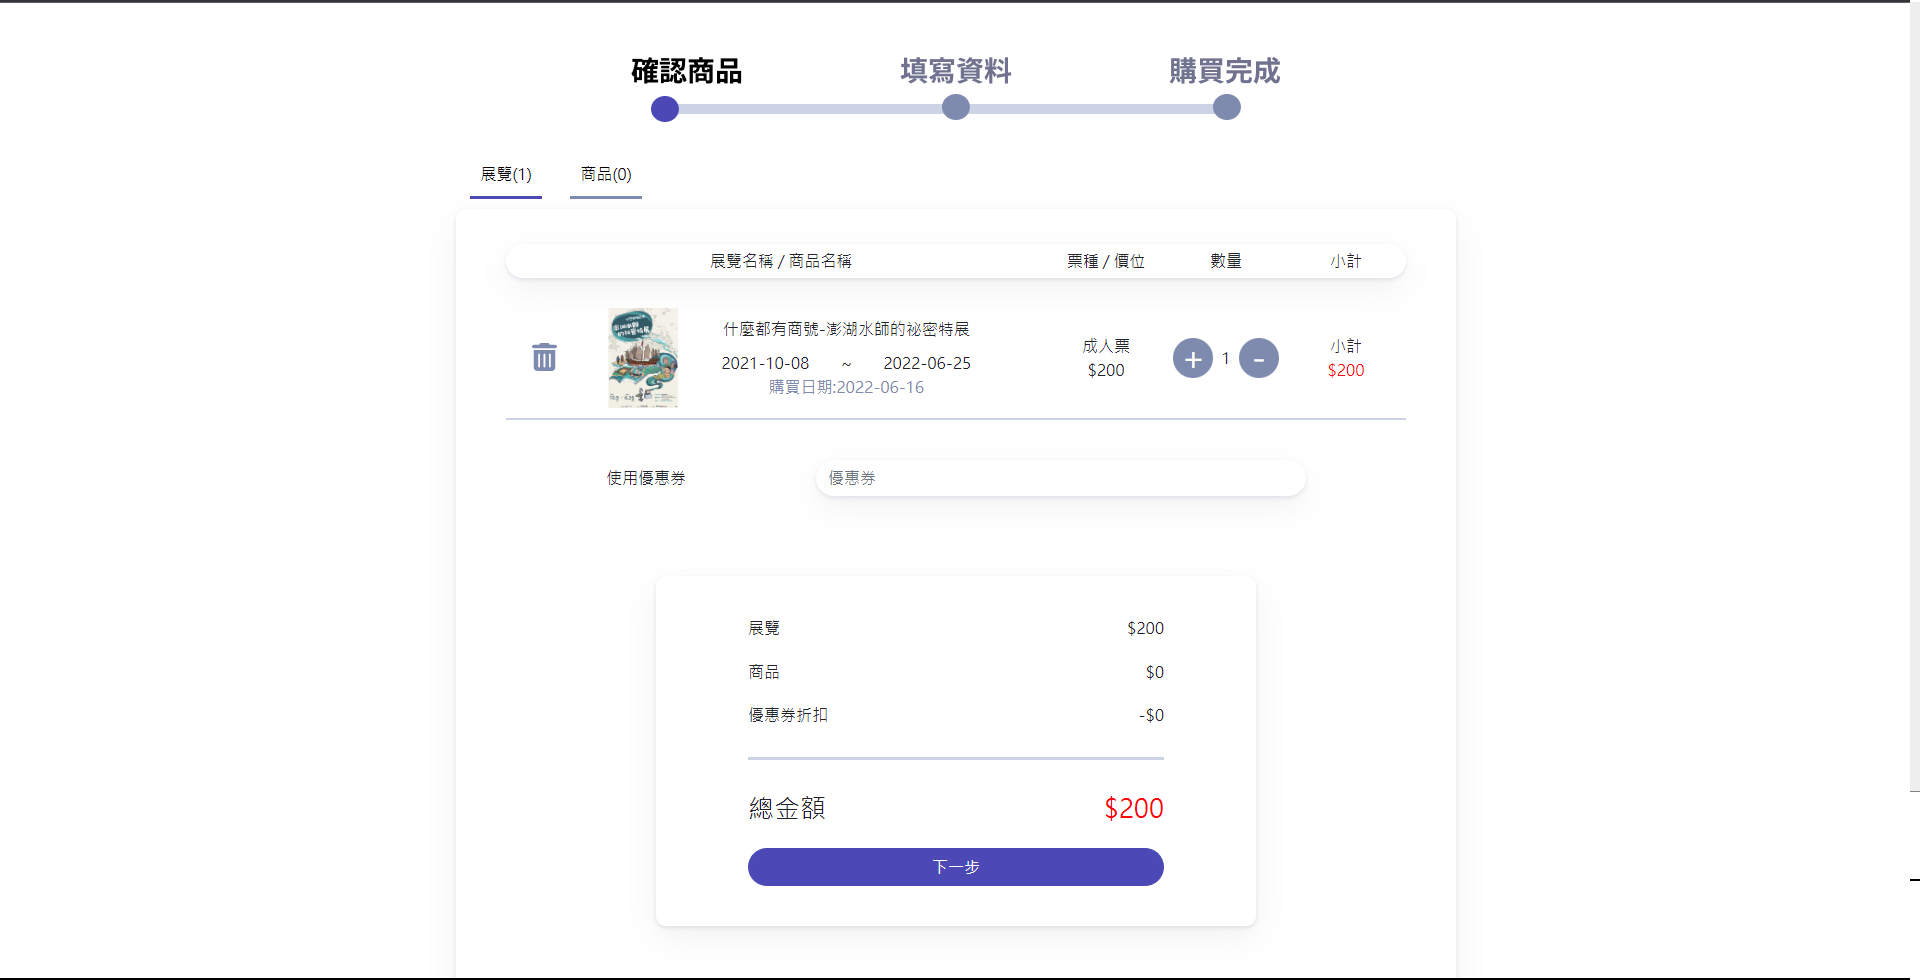 確認商品
填寫資料
購買完成
展覽(1)
商品(0)
展覽名稱 / 商品名稱
票種 / 價位
數量
小計
什麼都有商號-澎湖水師的祕密特展
2021-10-08 ~ 2022-06-25
購買日期:2022-06-16
成人票
$200
+ 1 -
小計
$200
使用優惠券
優惠券
展覽 $200
商品 $0
優惠券折扣 -$0
總金額 $200
下一步